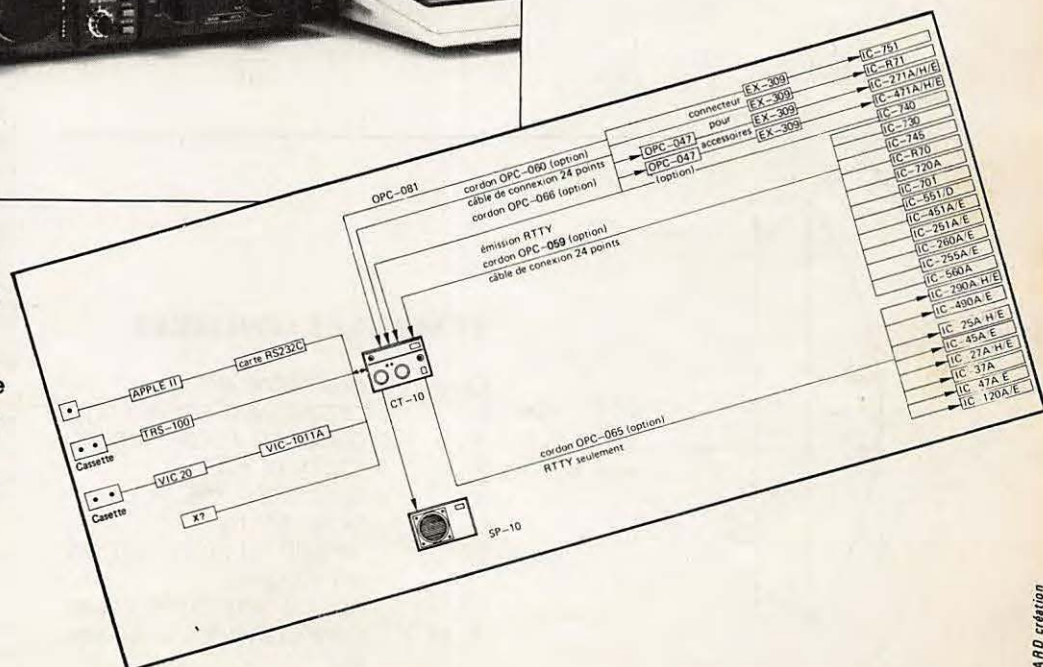 OPC-081
cordon OPC-060 (option)
câble de connexion 24 points
cordon OPC-066 (option)
connecteur
pour
accessoires
(option)
OPC-047
OPC-047
EX-309
EX-309
EX-309
EX-309
émission RTTY
cordon OPC-059 (option)
câble de conexion 24 points
IC-751
IC-R71
IC-271A/H/E
IC-471A/H/E
IC-740
IC-730
IC-745
IC-R70
IC-720A
IC-701
IC-551/D
IC-451A/E
IC-251A/E
IC-260A/E
IC-255A/E
IC-560A
IC-290A-H/E
IC-490A/E
IC 25A/H/E
IC-45A/E
IC 27A H/E
IC 37A
IC 47A E
IC 120A/E
APPLE II
carte RS232C
TRS-100
Cassette
VIC 20
VIC-1011A
Casette
X?
CT-10
cordon OPC-065 (option)
RTTY seulement
SP-10
e
ARD création